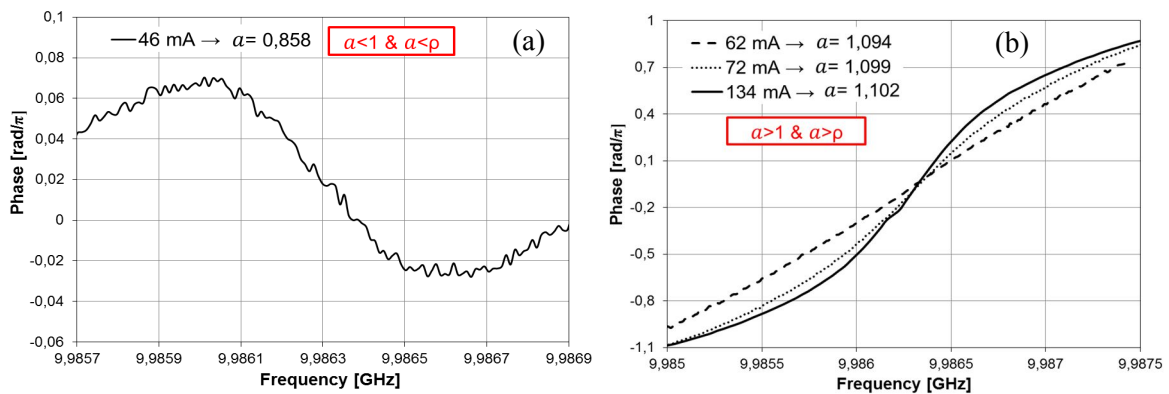 (a)
46 mA → a= 0,858
a<1 & a<ρ
0,1
0,08
0,06
0,04
0,02
0
-0,02
-0,04
-0,06
Phase [rad/π]
9,9857 9,9859 9,9861 9,9863 9,9865 9,9867 9,9869
Frequency [GHz]
(b)
62 mA → a= 1,094
72 mA → a= 1,099
134 mA → a= 1,102
a>1 & a>ρ
1
0,7
0,4
0,1
-0,2
-0,5
-0,8
-1,1
Phase [rad/π]
9,985 9,9855 9,986 9,9865 9,987 9,9875
Frequency [GHz]